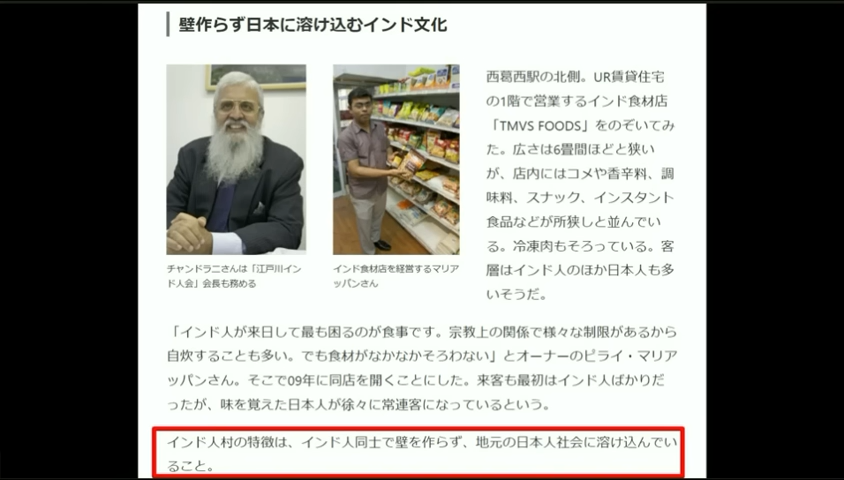 壁作らず日本に溶け込むインド文化
チャンドラニさんは「江戸川イン
ド人会」会長も務める
インド食材店を経営するマリア
ッパンさん
西葛西駅の北側。UR賃貸住宅
の1階で営業するインド食材店
「TMVS FOODS」をのぞいてみ
た。広さは6畳間ほどと狭い
が、店内にはコメや香辛料、調
味料、スナック、インスタント
食品などが所狭しと並んでい
る。冷凍肉もそろっている。客
層はインド人のほか日本人も多
いそうだ。
「インド人が来日して最も困るのが食事です。宗教上の関係で様々な制限があるから
自炊することも多い。でも食材がなかなかそろわない」とオーナーのピライ・マリア
ッパンさん。そこで09年に同店を開くことにした。来客も最初はインド人ばかりだ
ったが、味を覚えた日本人が徐々に常連客になっているという。
インド人村の特徴は、インド人同士で壁を作らず、地元の日本人社会に溶け込んでい
ること。